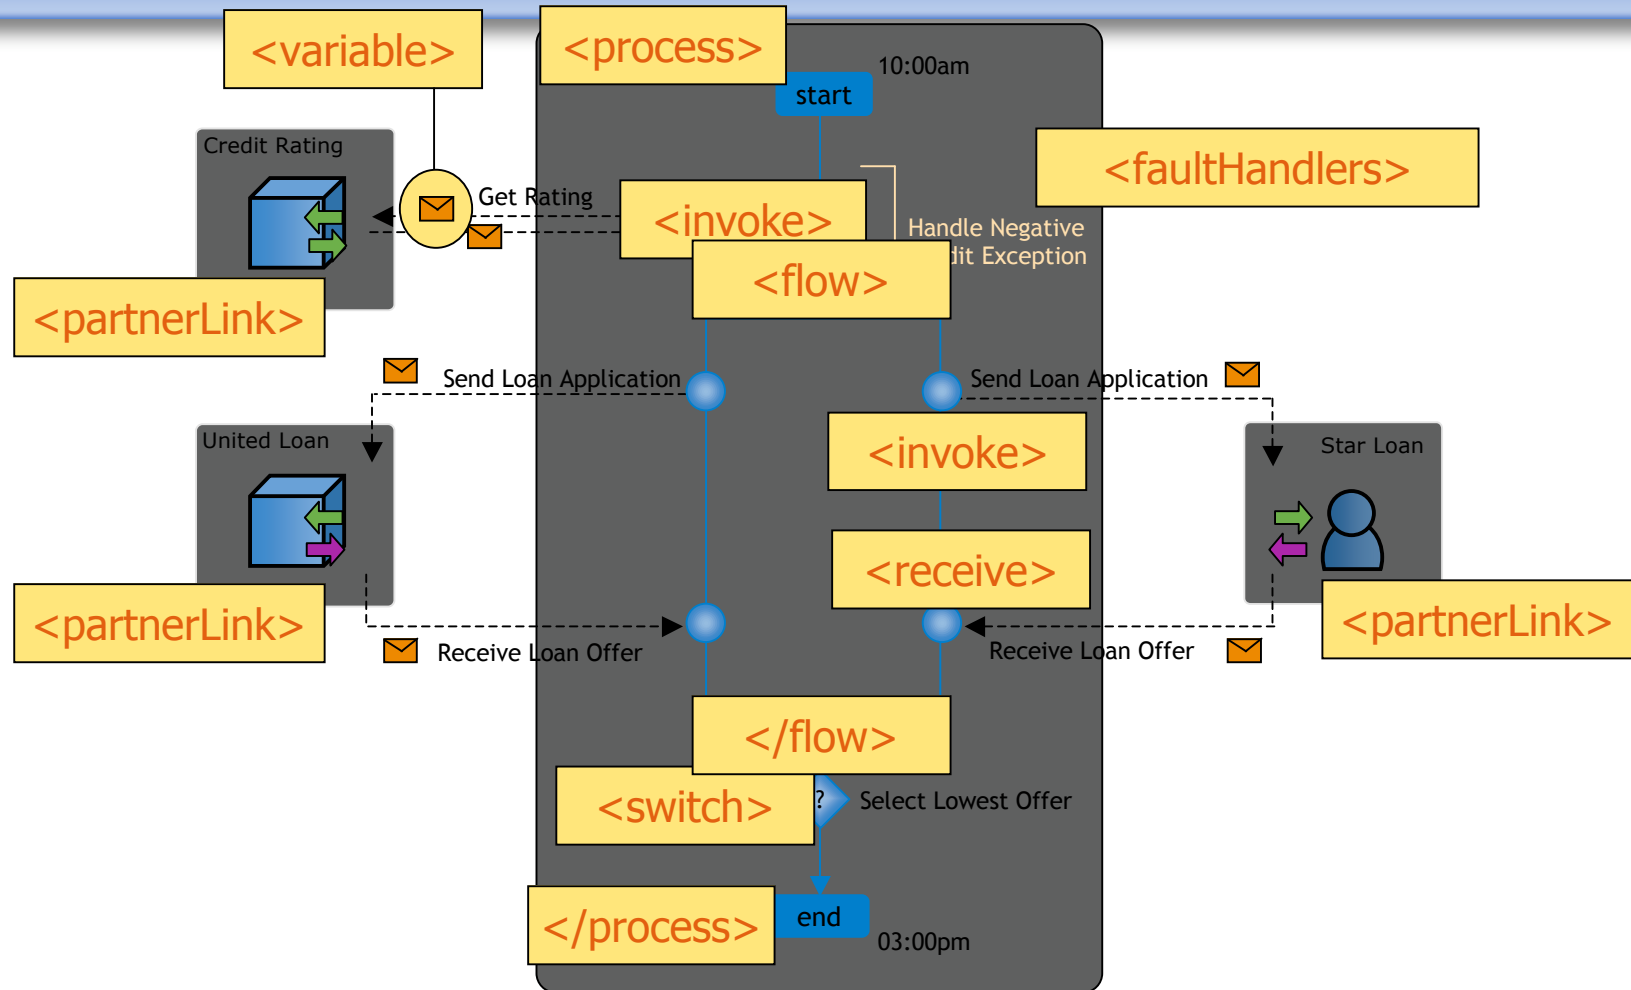 <variable>
<process>
10:00am
start
Credit Rating
<faultHandlers>
Get Rating
<invoke>
Handle Negative
Exception
<flow>
<partnerLink>
Send Loan Application
Send Loan Application
United Loan
<invoke>
Star Loan
<receive>
<partnerLink>
<partnerLink>
Receive Loan Offer
Receive Loan Offer
</flow>
<switch>
?
Select Lowest Offer
</process>
end
03:00pm